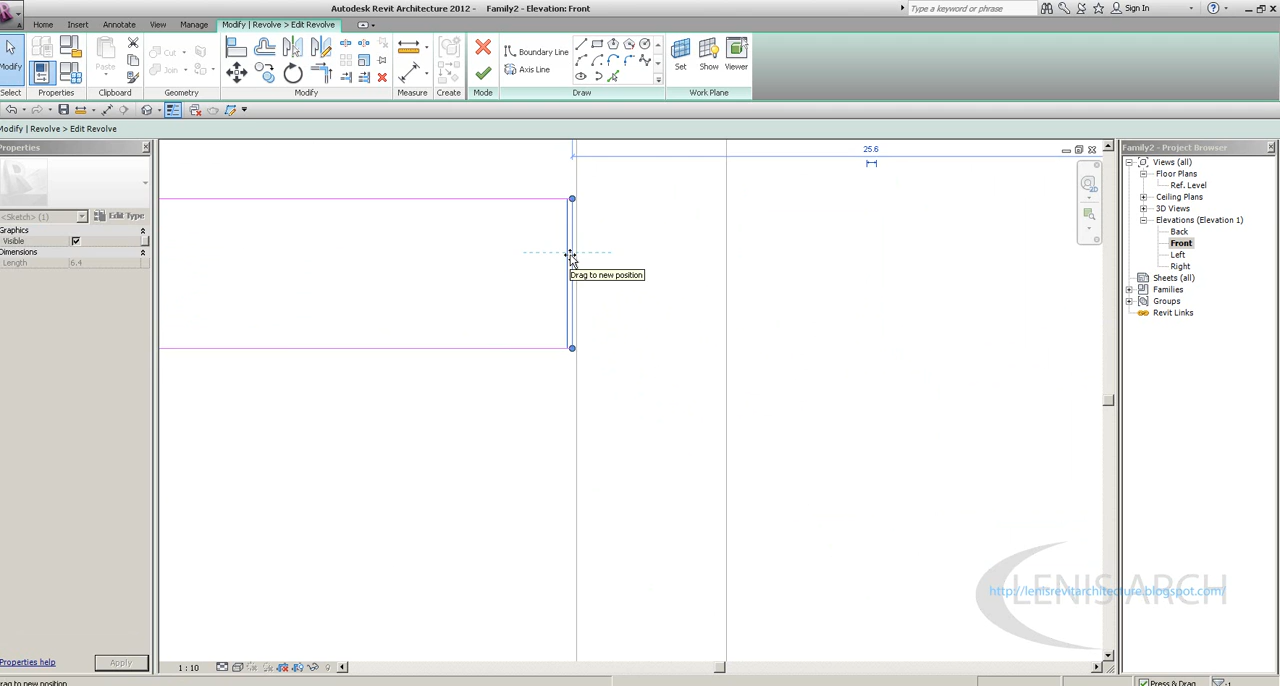 Autodesk Revit Architecture 2012 - Family2 - Elevation: Front
Type a keyword or phrase
Sign In
Home Insert Annotate View Manage Modify | Revolve > Edit Revolve
Modify
Paste
Cut
Join
Create
Boundary Line
Axis Line
Set Show Viewer
Select Properties Clipboard Geometry Modify Measure Create Mode Draw Work Plane
Modify | Revolve > Edit Revolve
Properties
<Sketch> (1)
Edit Type
Graphics
Visible
Dimensions
Length 6.4
Properties help
Apply
25.6
Drag to new position
Family2 - Project Browser
Views (all)
Floor Plans
Ref. Level
Ceiling Plans
3D Views
Elevations (Elevation 1)
Back
Front
Left
Right
Sheets (all)
Families
Groups
Revit Links
LENIS ARCH
http://lenisrevitarchitecture.blogspot.com/
1 : 10
Press & Drag